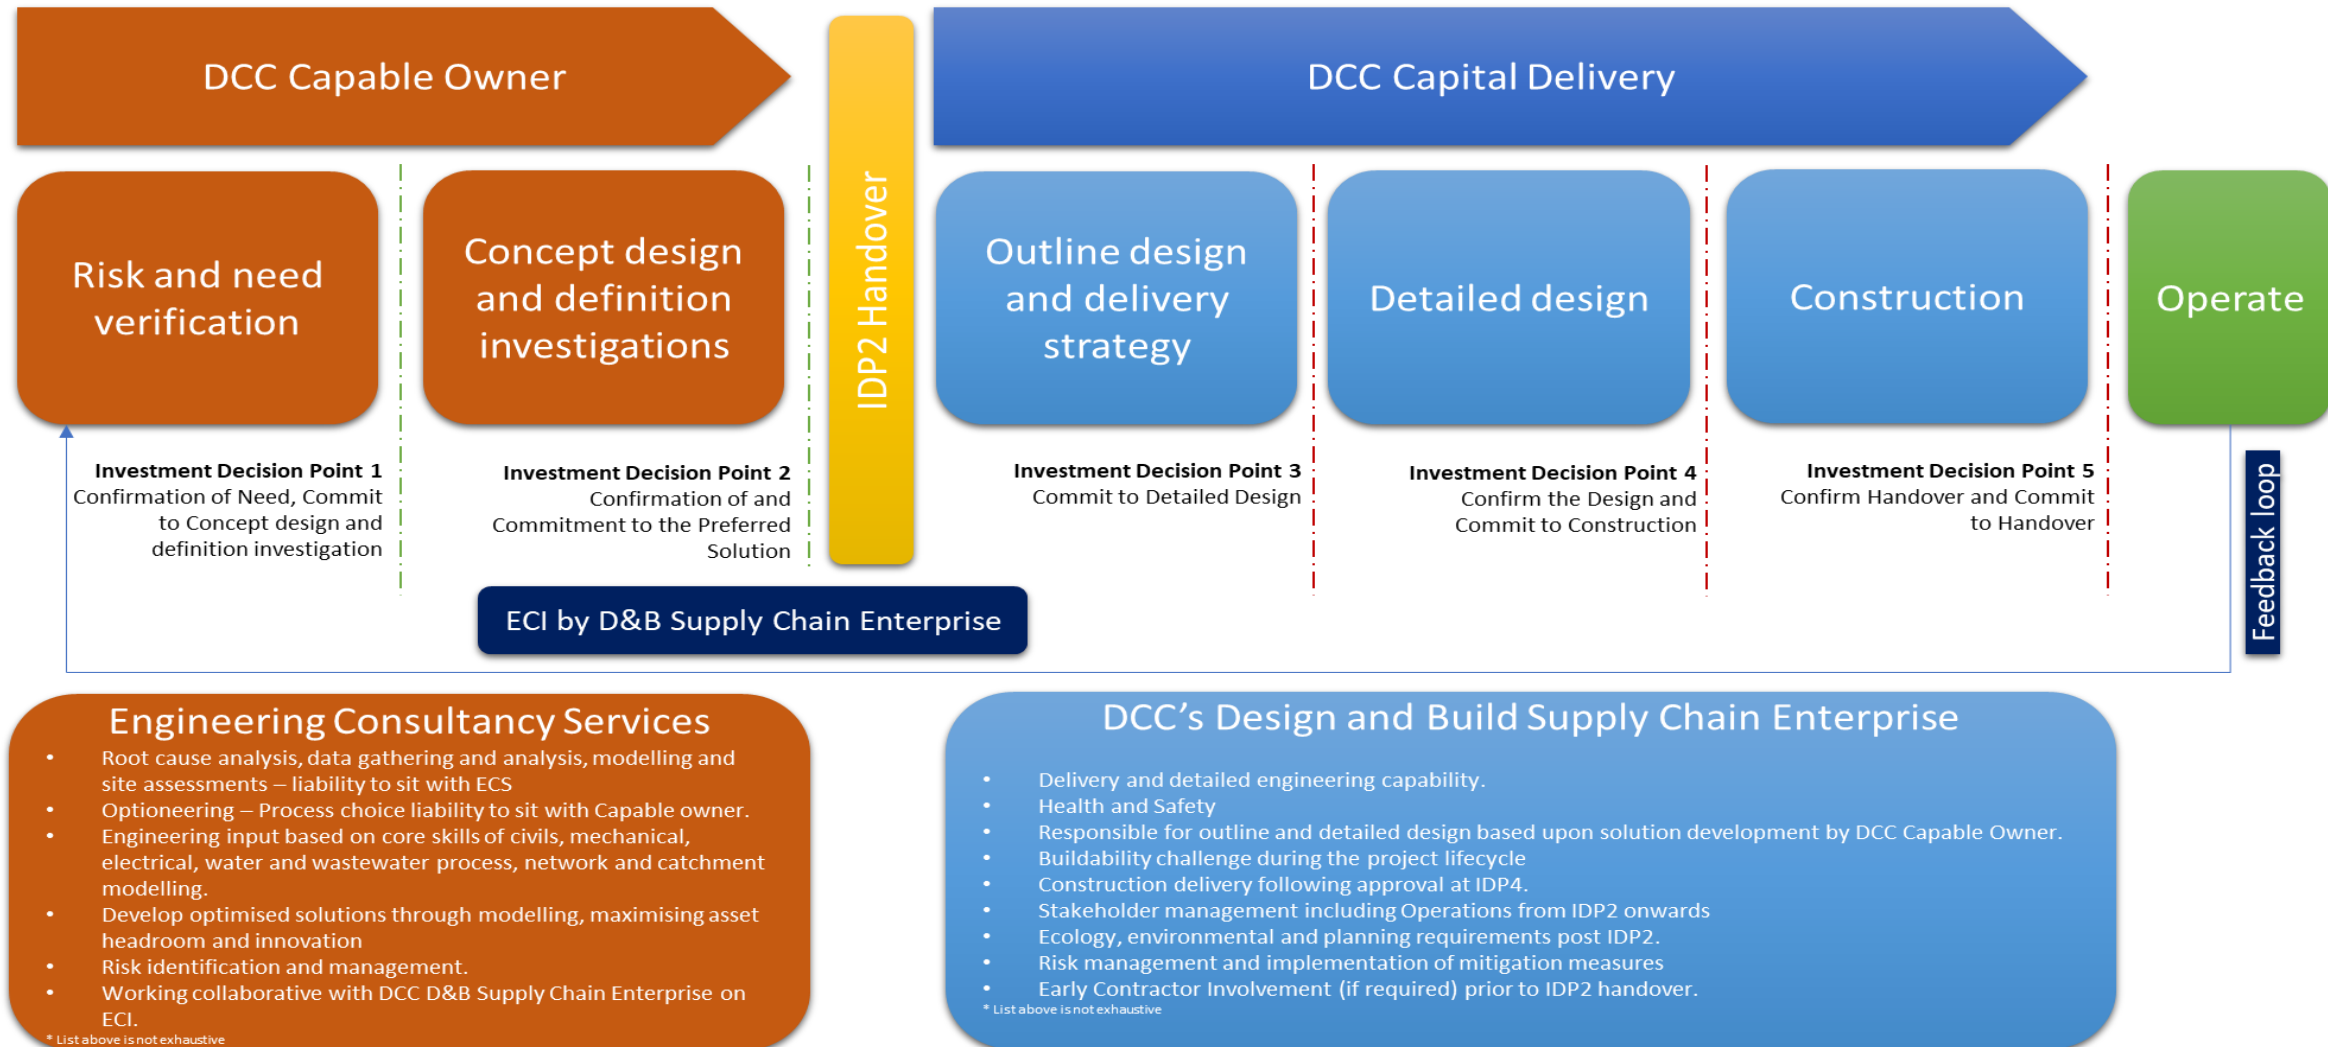 DCC Capable Owner
DCC Capital Delivery
IDP2 Handover
Risk and need
verification
Concept design
and definition
investigations
Outline design
and delivery
strategy
Detailed design
Construction
Operate
Investment Decision Point 1
Confirmation of Need, Commit
to Concept design and
definition investigation
Investment Decision Point 2
Confirmation of and
Commitment to the Preferred
Solution
Investment Decision Point 3
Commit to Detailed Design
Investment Decision Point 4
Confirm the Design and
Commit to Construction
Investment Decision Point 5
Confirm Handover and Commit
to Handover
Feedback loop
ECI by D&B Supply Chain Enterprise
Engineering Consultancy Services
• Root cause analysis, data gathering and analysis, modelling and
site assessments – liability to sit with ECS
• Optioneering – Process choice liability to sit with Capable owner.
• Engineering input based on core skills of civils, mechanical,
electrical, water and wastewater process, network and catchment
modelling.
• Develop optimised solutions through modelling, maximising asset
headroom and innovation
• Risk identification and management.
• Working collaborative with DCC D&B Supply Chain Enterprise on
ECI.
* List above is not exhaustive
DCC's Design and Build Supply Chain Enterprise
• Delivery and detailed engineering capability.
• Health and Safety
• Responsible for outline and detailed design based upon solution development by DCC Capable Owner.
• Buildability challenge during the project lifecycle
• Construction delivery following approval at IDP4.
• Stakeholder management including Operations from IDP2 onwards
• Ecology, environmental and planning requirements post IDP2.
• Risk management and implementation of mitigation measures
• Early Contractor Involvement (if required) prior to IDP2 handover.
* List above is not exhaustive